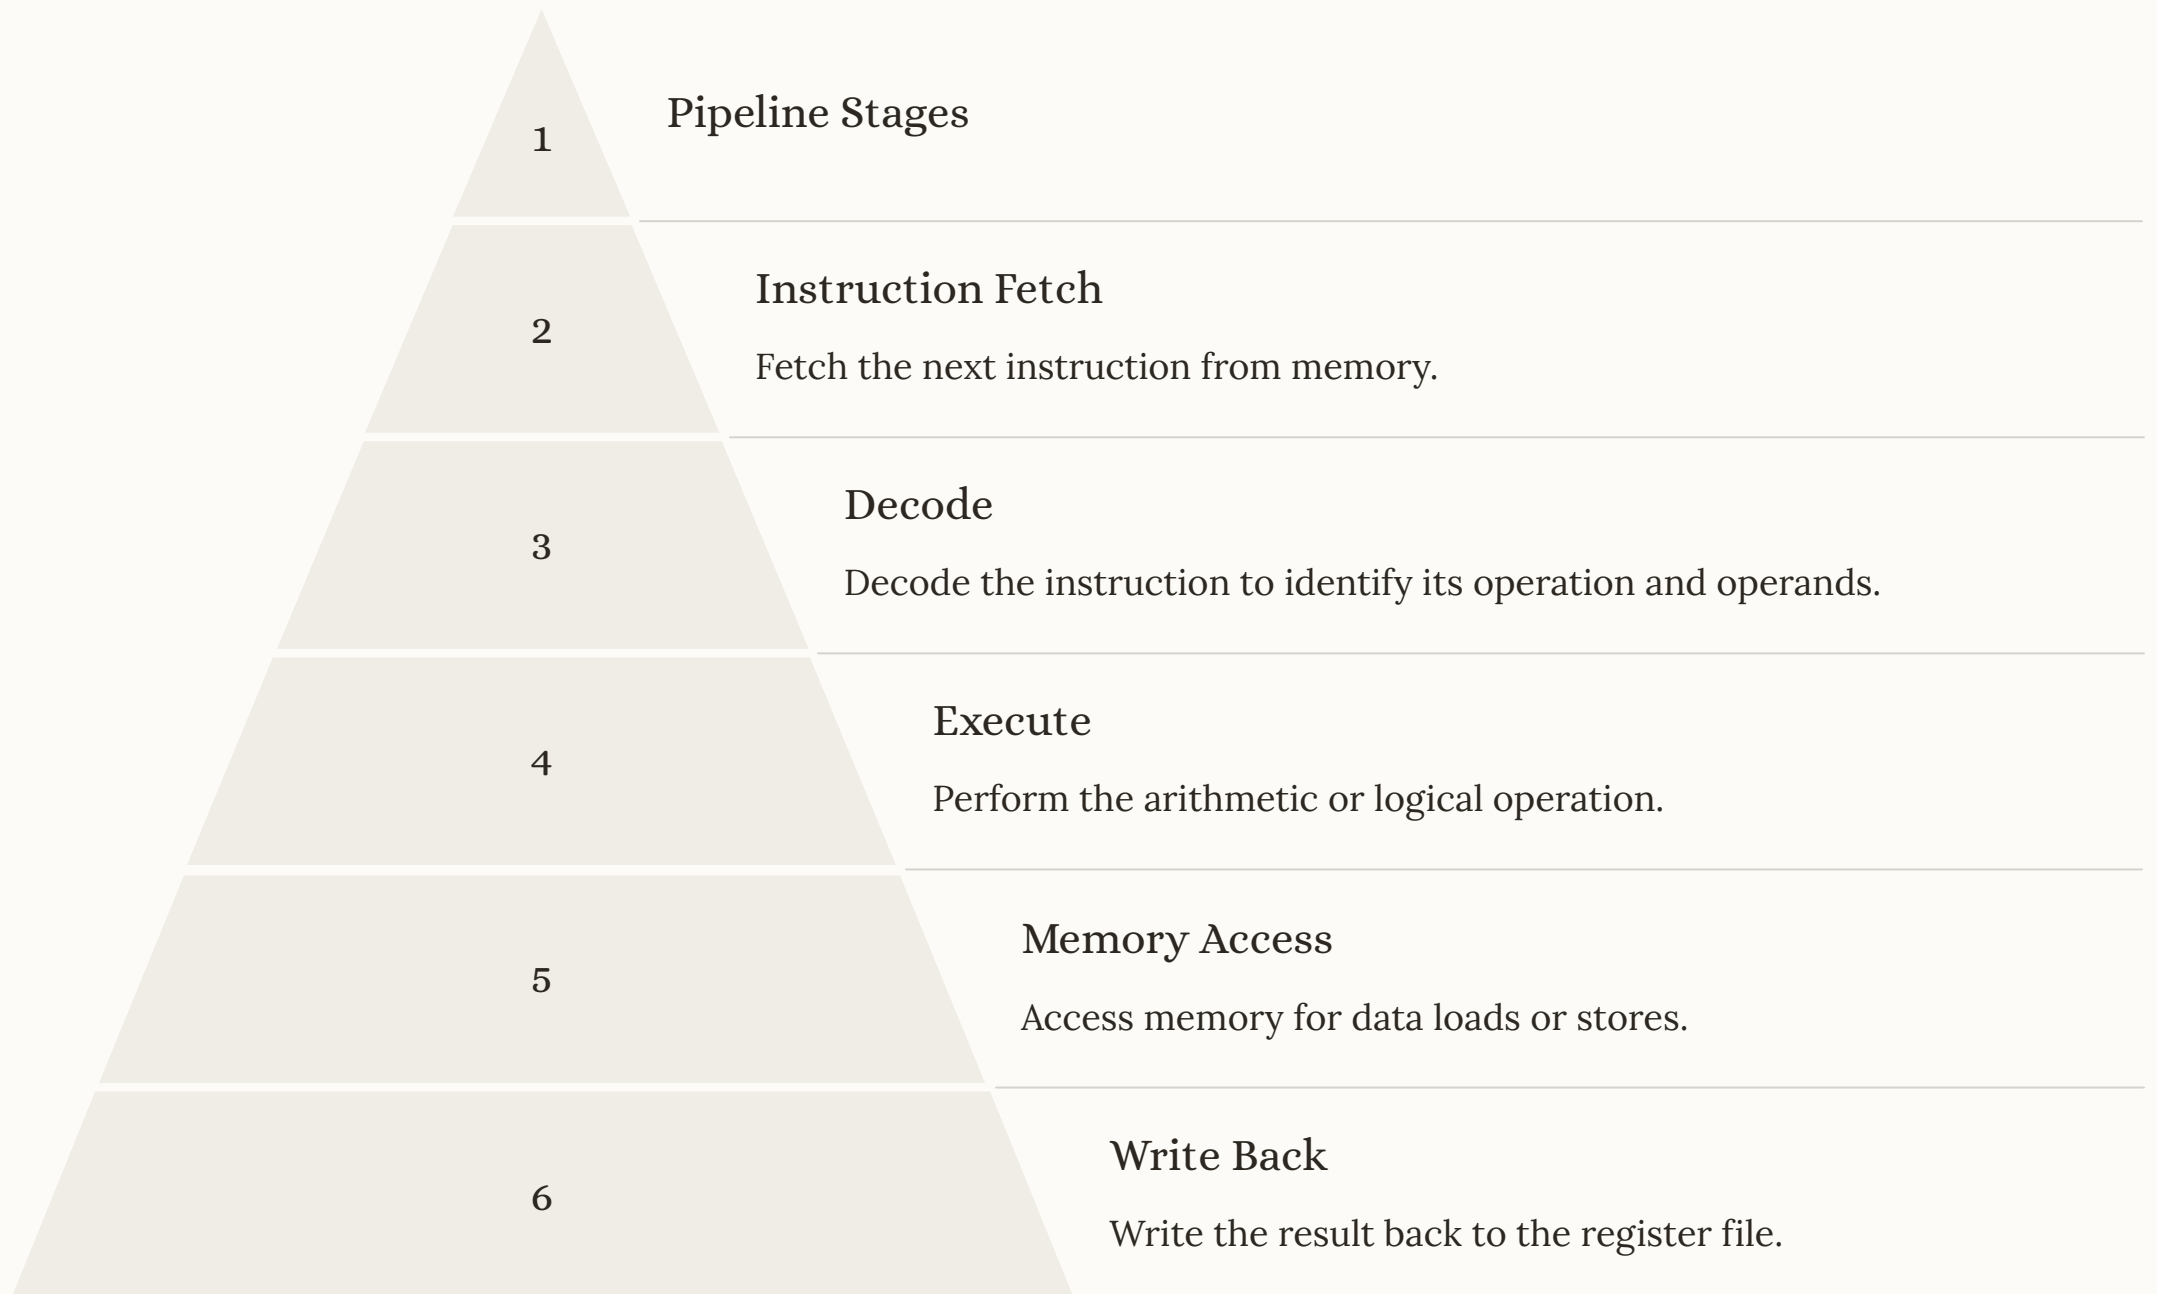 1
Pipeline Stages
2
Instruction Fetch
Fetch the next instruction from memory.
3
Decode
Decode the instruction to identify its operation and operands.
4
Execute
Perform the arithmetic or logical operation.
5
Memory Access
Access memory for data loads or stores.
6
Write Back
Write the result back to the register file.